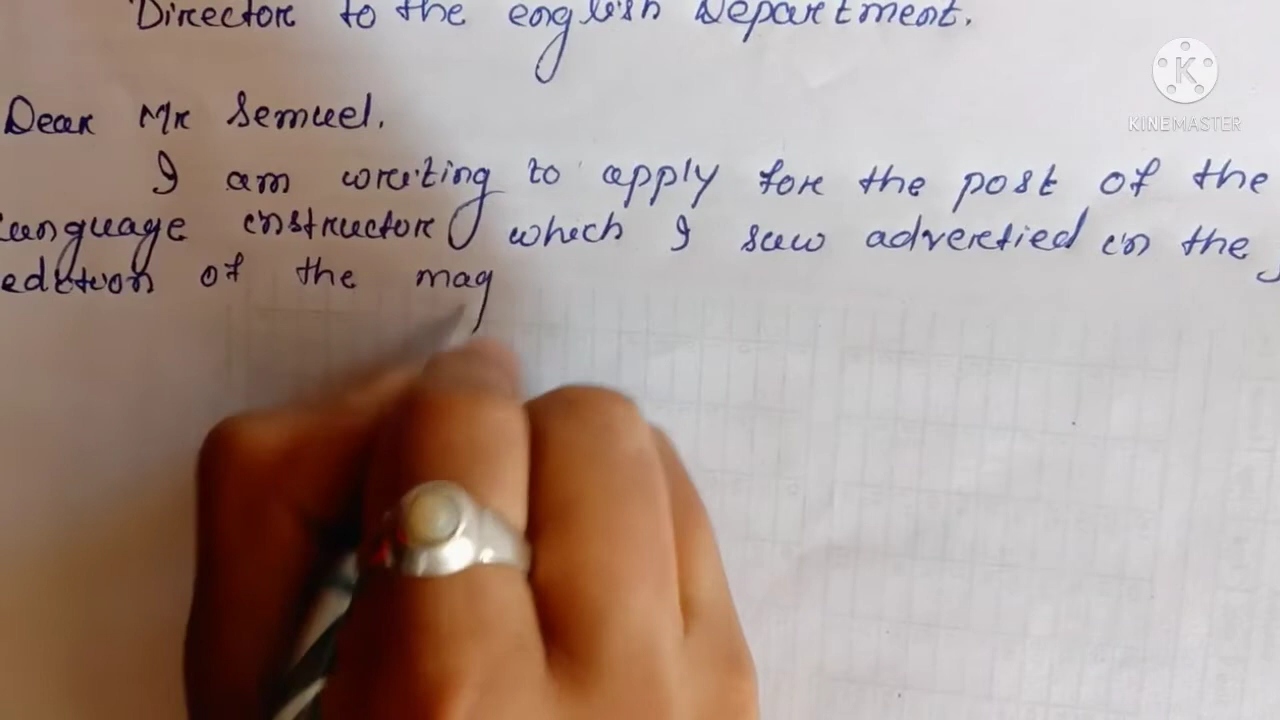 Director to the english Department.
Dear Mr Semuel.
I am writing to apply for the post of the
language instructor which I saw advertied in the
edition of the mag
K
KINEMASTER